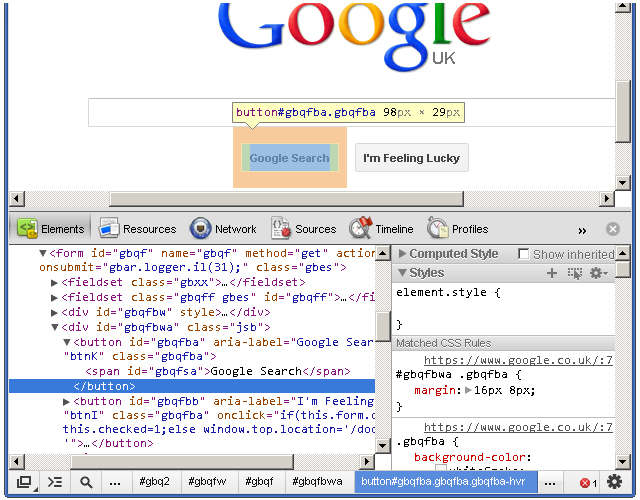 Google
UK
button#gbqfba.gbqfba 98px × 29px
Google Search
I'm Feeling Lucky
Elements Resources Network Sources Timeline Profiles »
▼<form id="gbqf" name="gbqf" method="get" action
onsubmit="gbar.logger.il(31);" class="gbes">
▶<fieldset class="gbxx">…</fieldset>
▶<fieldset class="gbqff gbes" id="gbqff">…</fi
▶<div id="gbqfbw" style>…</div>
▼<div id="gbqfbwa" class="jsb">
▼<button id="gbqfba" aria-label="Google Sear
"btnK" class="gbqfba">
<span id="gbqfsa">Google Search</span>
</button>
▶<button id="gbqfbb" aria-label="I'm Feeling
"btnI" class="gbqfba" onclick="if(this.form.q
this.checked=1;else window.top.location='/doo
'">…</button>
▶ Computed Style Show inherited
▼ Styles
element.style {
}
Matched CSS Rules
https://www.google.co.uk/:7
#gbqfbwa .gbqfba {
margin:▶16px 8px;
}
https://www.google.co.uk/:7
.gbqfba {
background-color:
whiteSmoke;
... #gbq2 #gbqfw #gbqf #gbqfbwa button#gbqfba.gbqfba.gbqfba-hvr ... 1